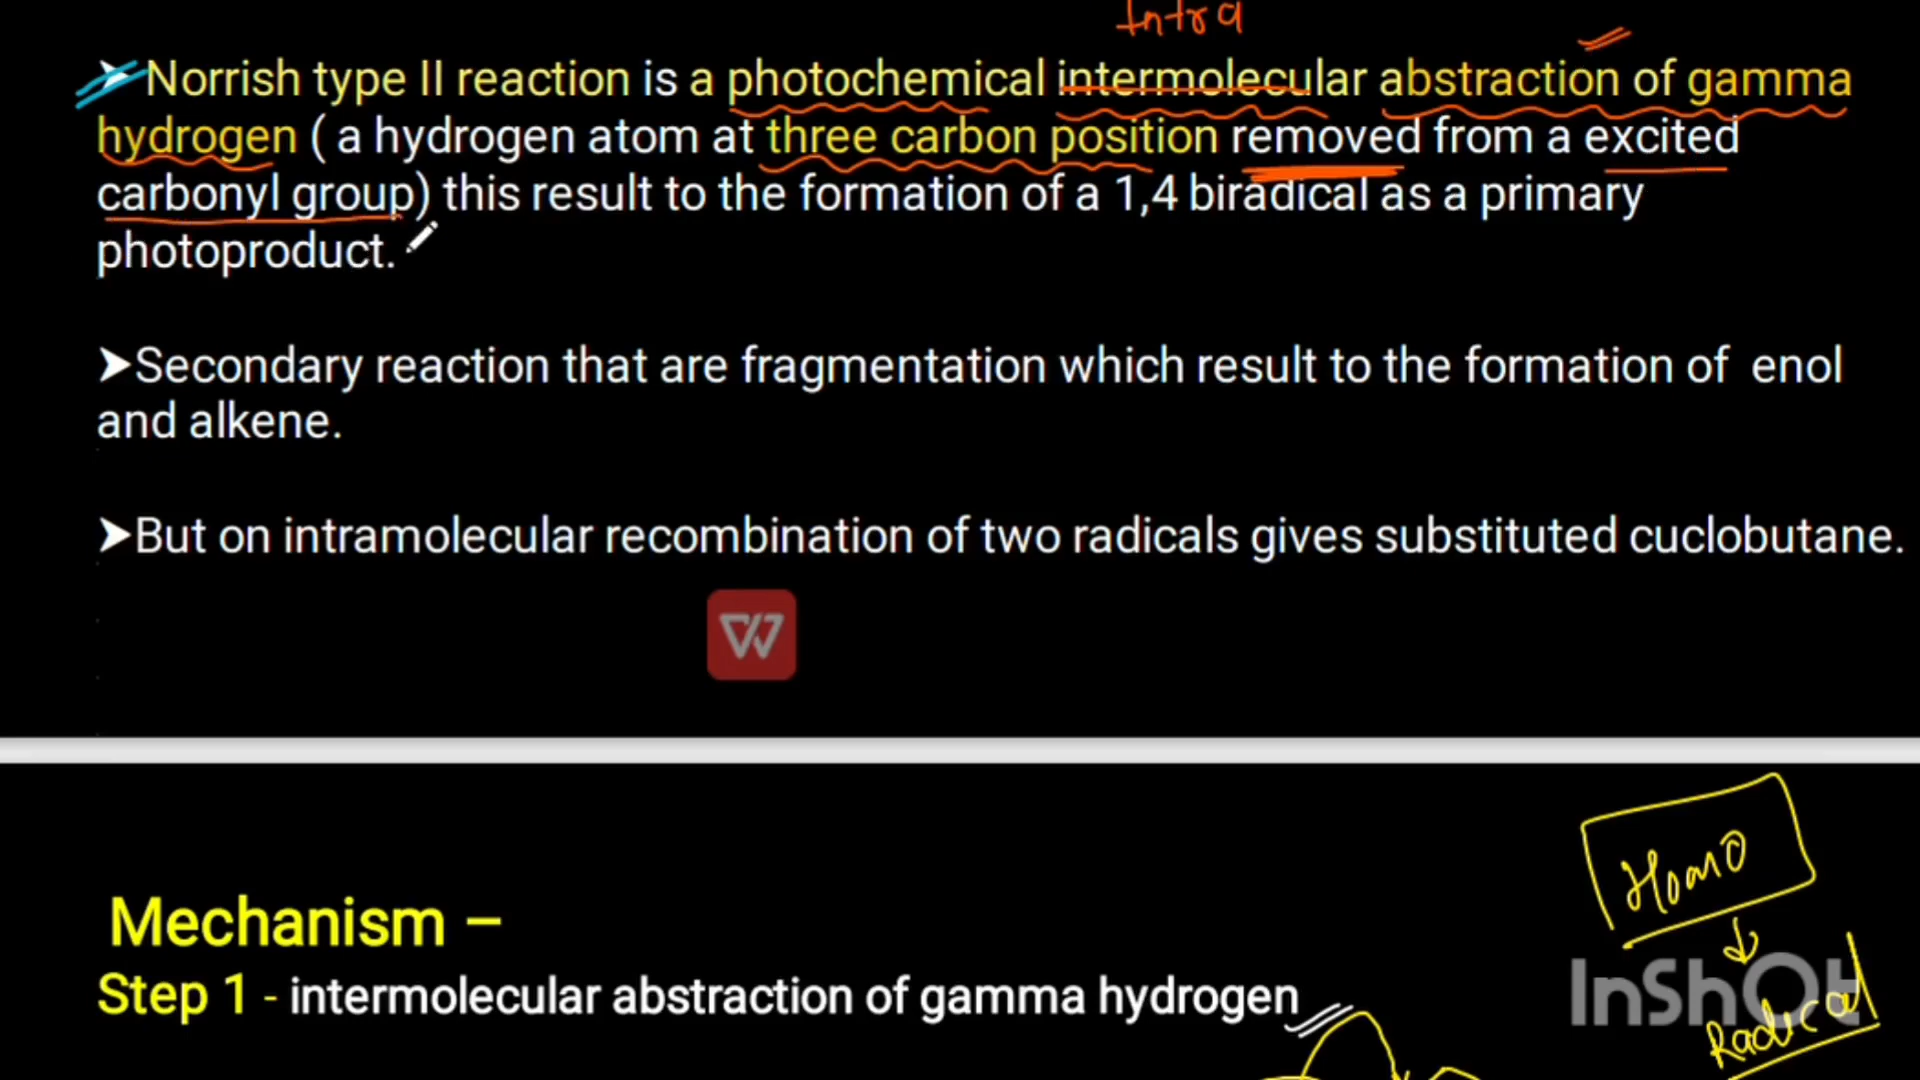 Intra
➤Norrish type II reaction is a photochemical intermolecular abstraction of gamma
hydrogen ( a hydrogen atom at three carbon position removed from a excited
carbonyl group) this result to the formation of a 1,4 biradical as a primary
photoproduct.
➤Secondary reaction that are fragmentation which result to the formation of enol
and alkene.
➤But on intramolecular recombination of two radicals gives substituted cuclobutane.
W
Homo
Mechanism –
Step 1 - intermolecular abstraction of gamma hydrogen
InShOt
Radical